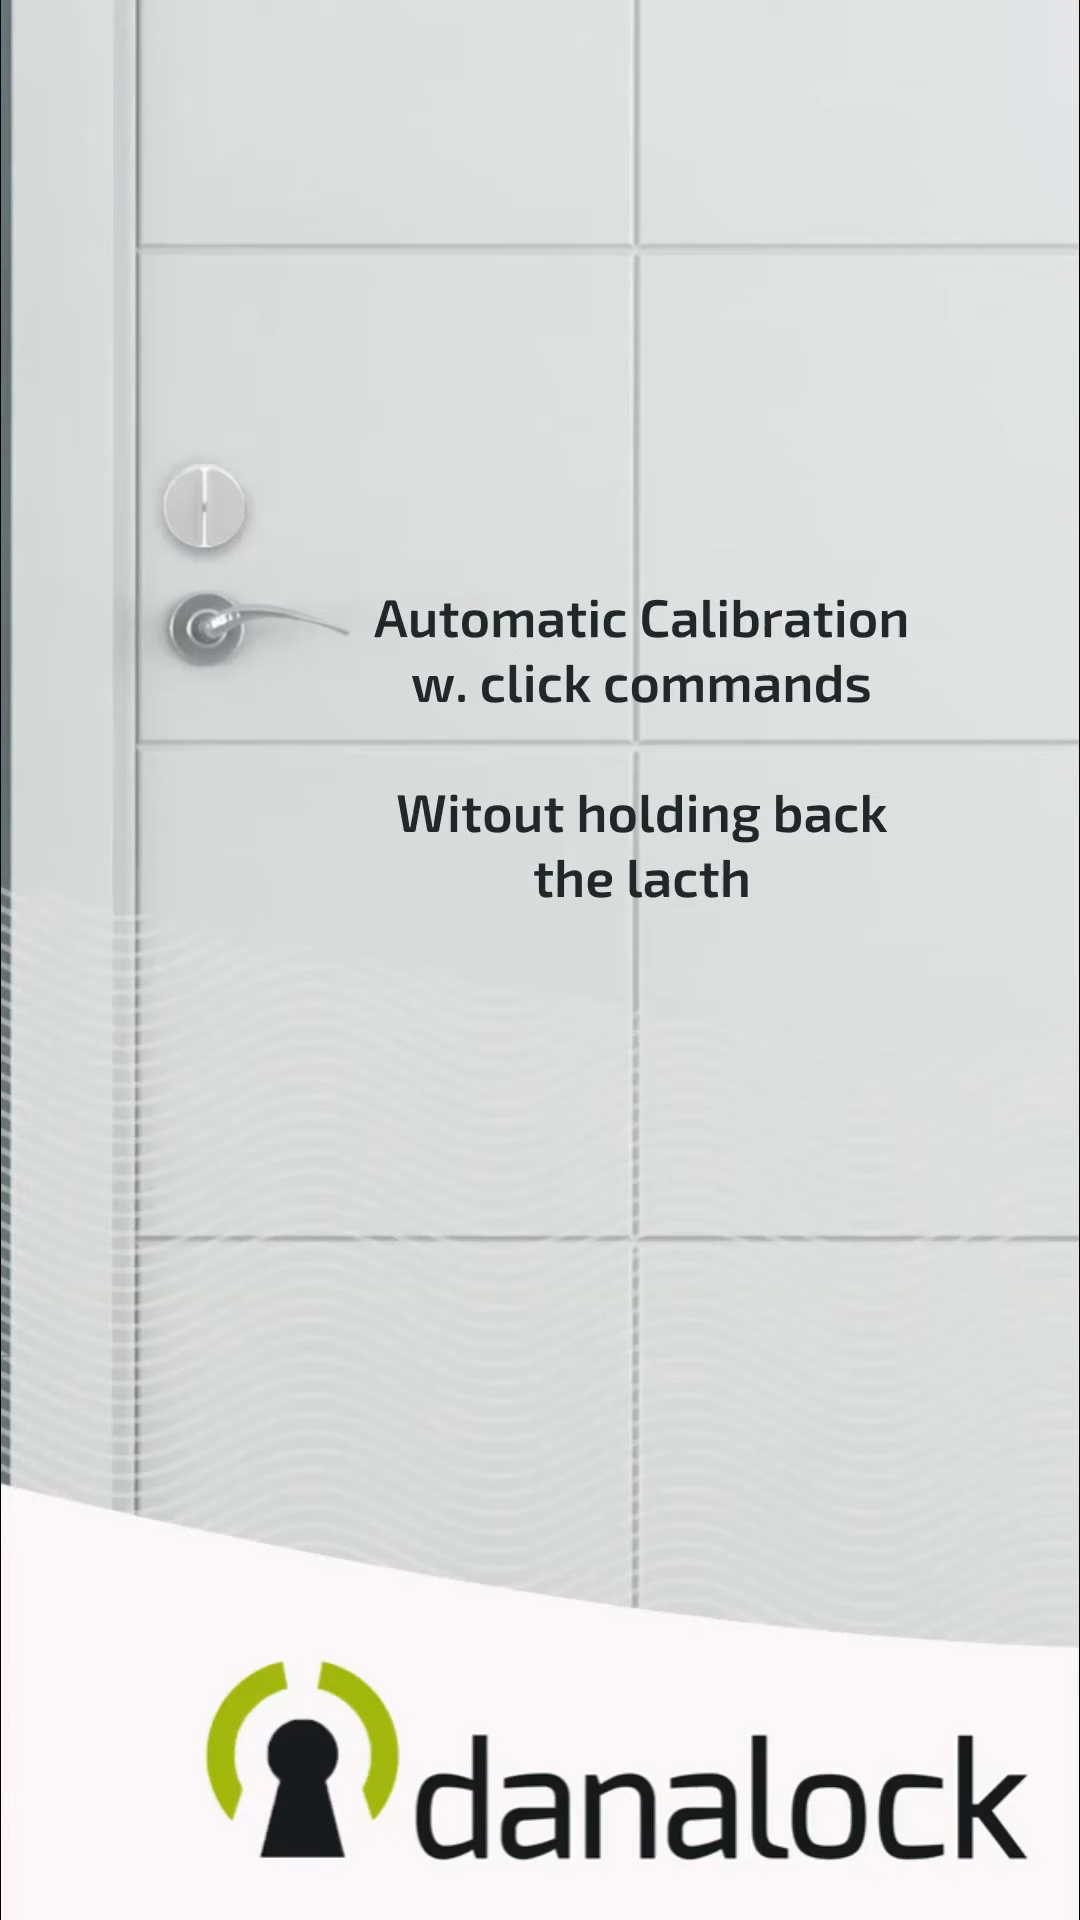 Automatic Calibration
w. click commands
Witout holding back
the lacth
danalock